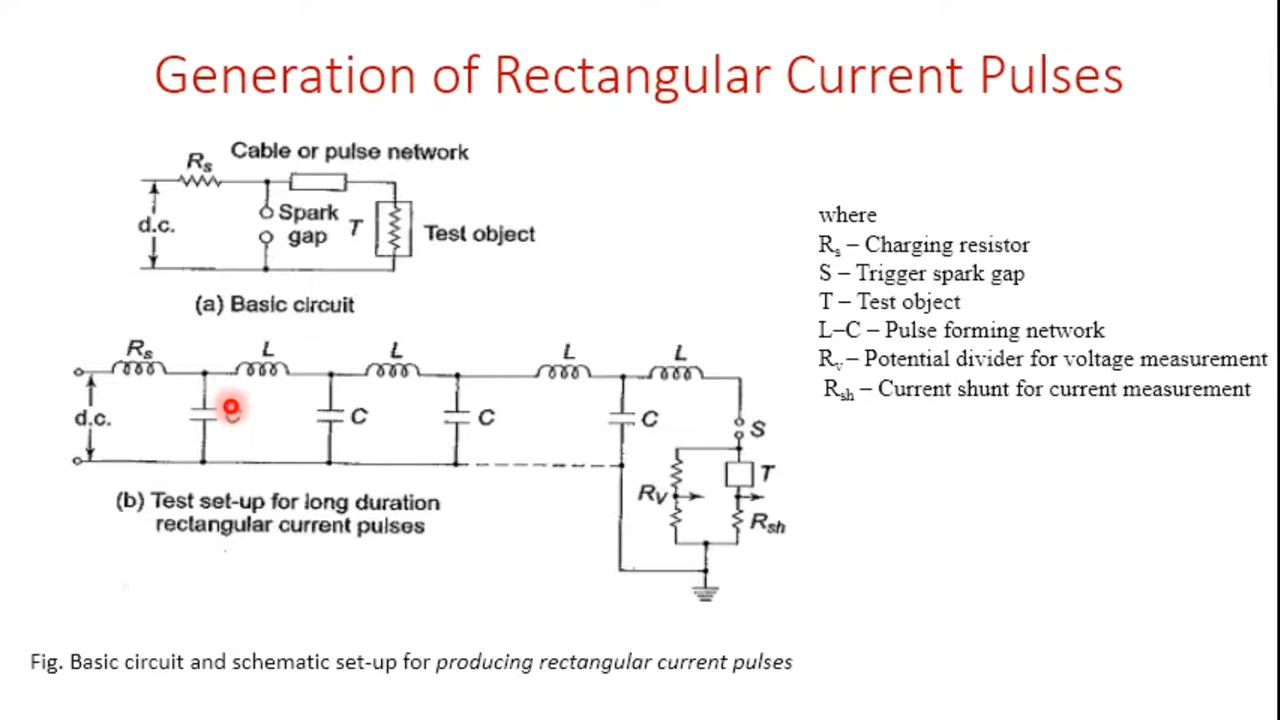 Generation of Rectangular Current Pulses
Cable or pulse network
Rs
d.c.
Spark
gap
T
Test object
(a) Basic circuit
where
Rs – Charging resistor
S – Trigger spark gap
T – Test object
L–C – Pulse forming network
Rv – Potential divider for voltage measurement
Rsh – Current shunt for current measurement
Rs
L
L
L
L
d.c.
C
C
C
S
T
Rv
Rsh
(b) Test set-up for long duration
rectangular current pulses
Fig. Basic circuit and schematic set-up for producing rectangular current pulses